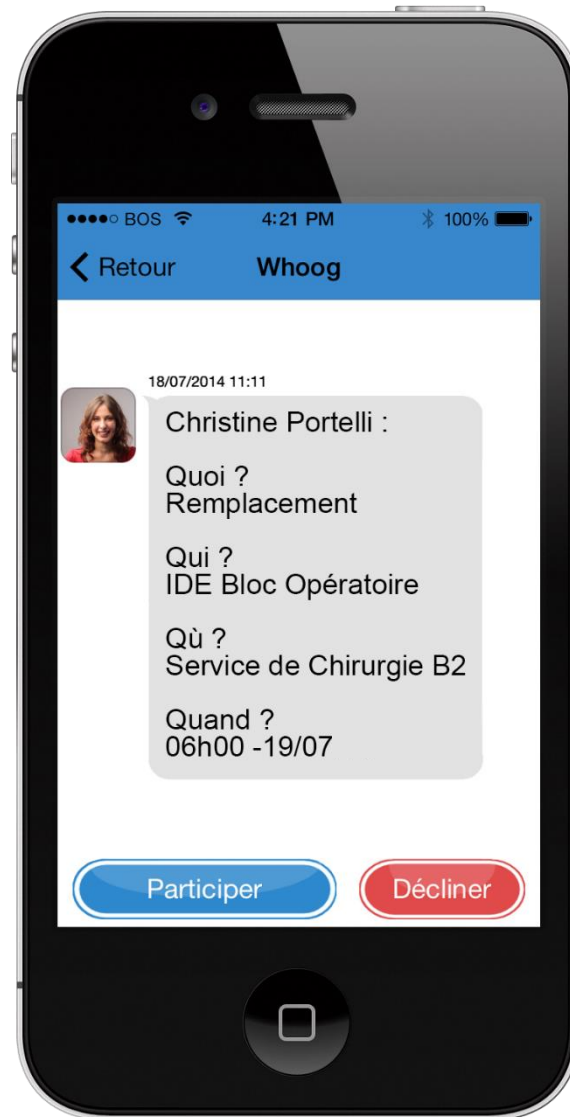 BOS 4:21 PM 100%
Retour Whoog
18/07/2014 11:11
Christine Portelli :
Quoi ?
Remplacement
Qui ?
IDE Bloc Opératoire
Qù ?
Service de Chirurgie B2
Quand ?
06h00 -19/07
Participer Décliner